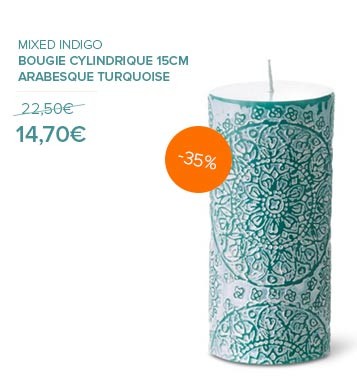 MIXED INDIGO
BOUGIE CYLINDRIQUE 15CM
ARABESQUE TURQUOISE
22,50€
14,70€
-35%